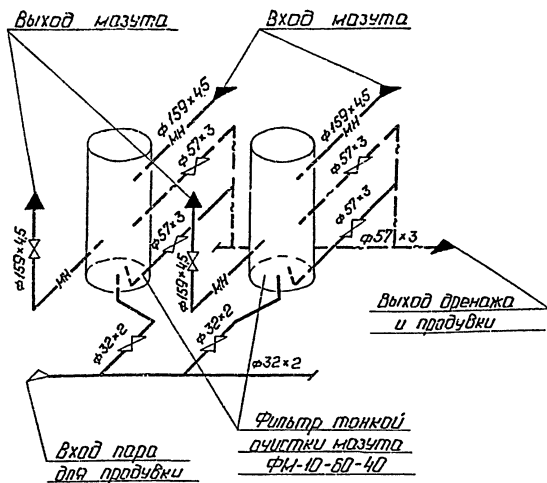 Выход мазута
Вход мазута
ф159×4,5
МН
ф57×3
ф57×3
ф159×4,5
МН
ф57×3
ф57×3
ф159×4,5
МН
ф159×4,5
МН
ф57×3
Выход дренажа
и продувки
ф32×2
ф32×2
ф32×2
Вход пара
для продувки
Фильтр тонкой
очистки мазута
ФМ-10-60-40